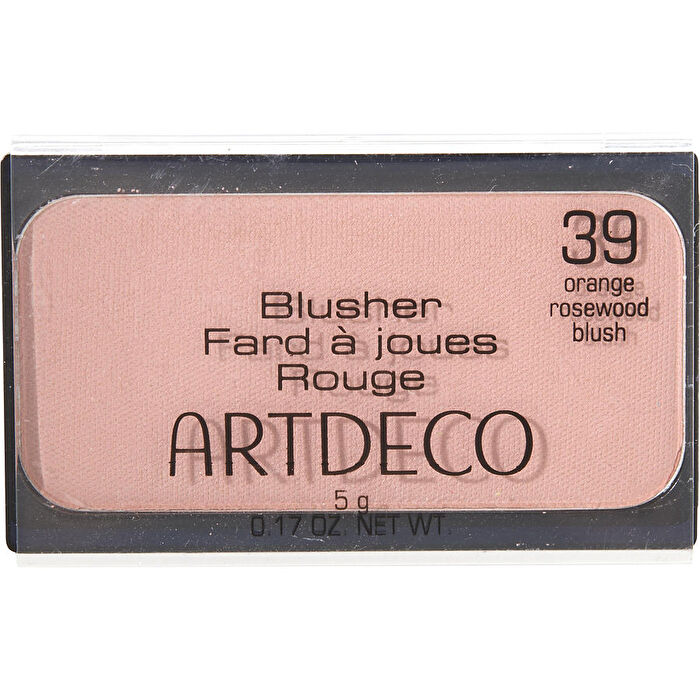 39
orange
rosewood
blush
Blusher
Fard à joues
Rouge
ARTDECO
5 g
0.17 OZ. NET WT.